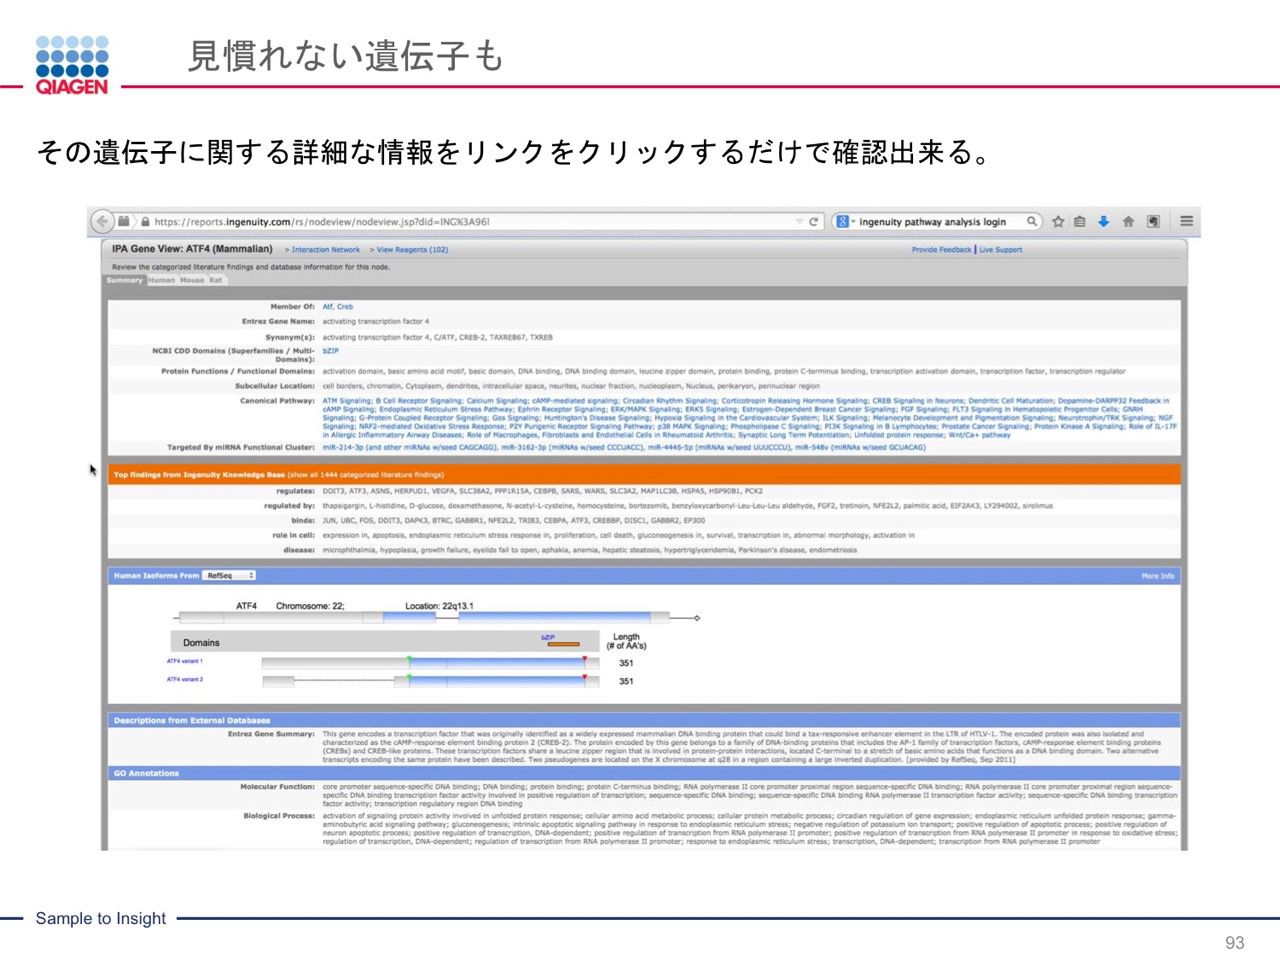 QIAGEN
見慣れない遺伝子も
その遺伝子に関する詳細な情報をリンクをクリックするだけで確認出来る。
https://reports.ingenuity.com/rs/nodeview/nodeview.jsp?did=ING%3A96l
ingenuity pathway analysis login
IPA Gene View: ATF4 (Mammalian) > Interaction Network > View Reagents (102) Provide Feedback | Live Support
Review the categorized literature findings and database information for this node.
Summary Human Mouse Rat
Member Of: Atf, Creb
Entrez Gene Name: activating transcription factor 4
Synonym(s): activating transcription factor 4, C/ATF, CREB-2, TAXREB67, TXREB
NCBI CDD Domains (Superfamilies / Multi-Domains): bZIP
Protein Functions / Functional Domains: activation domain, basic amino acid motif, basic domain, DNA binding, DNA binding domain, leucine zipper domain, protein binding, protein C-terminus binding, transcription activation domain, transcription factor, transcription regulator
Subcellular Location: cell borders, chromatin, Cytoplasm, dendrites, intracellular space, neurites, nuclear fraction, nucleoplasm, Nucleus, perikaryon, perinuclear region
Canonical Pathway: ATM Signaling; B Cell Receptor Signaling; Calcium Signaling; cAMP-mediated signaling; Circadian Rhythm Signaling; Corticotropin Releasing Hormone Signaling; CREB Signaling in Neurons; Dendritic Cell Maturation; Dopamine-DARPP32 Feedback in
cAMP Signaling; Endoplasmic Reticulum Stress Pathway; Ephrin Receptor Signaling; ERK/MAPK Signaling; ERK5 Signaling; Estrogen-Dependent Breast Cancer Signaling; FGF Signaling; FLT3 Signaling in Hematopoietic Progenitor Cells; GNRH
Signaling; G-Protein Coupled Receptor Signaling; Gαs Signaling; Huntington's Disease Signaling; Hypoxia Signaling in the Cardiovascular System; ILK Signaling; Melanocyte Development and Pigmentation Signaling; Neurotrophin/TRK Signaling; NGF
Signaling; NRF2-mediated Oxidative Stress Response; P2Y Purigenic Receptor Signaling Pathway; p38 MAPK Signaling; Phospholipase C Signaling; PI3K Signaling in B Lymphocytes; Prostate Cancer Signaling; Protein Kinase A Signaling; Role of IL-17F
in Allergic Inflammatory Airway Diseases; Role of Macrophages, Fibroblasts and Endothelial Cells in Rheumatoid Arthritis; Synaptic Long Term Potentiation; Unfolded protein response; Wnt/Ca+ pathway
Targeted By miRNA Functional Cluster: miR-214-3p (and other miRNAs w/seed CAGCAGG), miR-3162-3p (miRNAs w/seed CCCUACC), miR-4446-5p (miRNAs w/seed UUUCCCU), miR-548v (miRNAs w/seed GCUACAG)
Top findings from Ingenuity Knowledge Base (show all 1444 categorized literature findings)
regulates: DDIT3, ATF3, ASNS, HERPUD1, VEGFA, SLC38A2, PPP1R15A, CEBPB, SARS, WARS, SLC3A2, MAP1LC3B, HSPA5, HSP90B1, PCK2
regulated by: thapsigargin, L-histidine, D-glucose, dexamethasone, N-acetyl-L-cysteine, homocysteine, bortezomib, benzyloxycarbonyl-Leu-Leu-Leu aldehyde, FGF2, tretinoin, NFE2L2, palmitic acid, EIF2AK3, LY294002, sirolimus
binds: JUN, UBC, FOS, DDIT3, DAPK3, BTRC, GABBR1, NFE2L2, TRIB3, CEBPA, ATF3, CREBBP, DISC1, GABBR2, EP300
role in cell: expression in, apoptosis, endoplasmic reticulum stress response in, proliferation, cell death, gluconeogenesis in, survival, transcription in, abnormal morphology, activation in
disease: microphthalmia, hypoplasia, growth failure, eyelids fail to open, aphakia, anemia, hepatic steatosis, hypertriglyceridemia, Parkinson's disease, endometriosis
Human Isoforms From RefSeq More Info
ATF4 Chromosome: 22; Location: 22q13.1
Domains bZIP Length (# of AA's)
ATF4 variant 1 351
ATF4 variant 2 351
Descriptions from External Databases
Entrez Gene Summary: This gene encodes a transcription factor that was originally identified as a widely expressed mammalian DNA binding protein that could bind a tax-responsive enhancer element in the LTR of HTLV-1. The encoded protein was also isolated and
characterized as the cAMP-response element binding protein 2 (CREB-2). The protein encoded by this gene belongs to a family of DNA-binding proteins that includes the AP-1 family of transcription factors, cAMP-response element binding proteins
(CREBs) and CREB-like proteins. These transcription factors share a leucine zipper region that is involved in protein-protein interactions, located C-terminal to a stretch of basic amino acids that functions as a DNA binding domain. Two alternative
transcripts encoding the same protein have been described. Two pseudogenes are located on the X chromosome at q28 in a region containing a large inverted duplication. [provided by RefSeq, Sep 2011]
GO Annotations
Molecular Function: core promoter sequence-specific DNA binding; DNA binding; protein binding; protein C-terminus binding; RNA polymerase II core promoter proximal region sequence-specific DNA binding; RNA polymerase II core promoter proximal region sequence-
specific DNA binding transcription factor activity involved in positive regulation of transcription; sequence-specific DNA binding; sequence-specific DNA binding RNA polymerase II transcription factor activity; sequence-specific DNA binding transcription
factor activity; transcription regulatory region DNA binding
Biological Process: activation of signaling protein activity involved in unfolded protein response; cellular amino acid metabolic process; cellular protein metabolic process; circadian regulation of gene expression; endoplasmic reticulum unfolded protein response; gamma-
aminobutyric acid signaling pathway; gluconeogenesis; intrinsic apoptotic signaling pathway in response to endoplasmic reticulum stress; negative regulation of potassium ion transport; positive regulation of apoptotic process; positive regulation of
neuron apoptotic process; positive regulation of transcription, DNA-dependent; positive regulation of transcription from RNA polymerase II promoter; positive regulation of transcription from RNA polymerase II promoter in response to oxidative stress;
regulation of transcription, DNA-dependent; regulation of transcription from RNA polymerase II promoter; response to endoplasmic reticulum stress; transcription, DNA-dependent; transcription from RNA polymerase II promoter
Sample to Insight
93